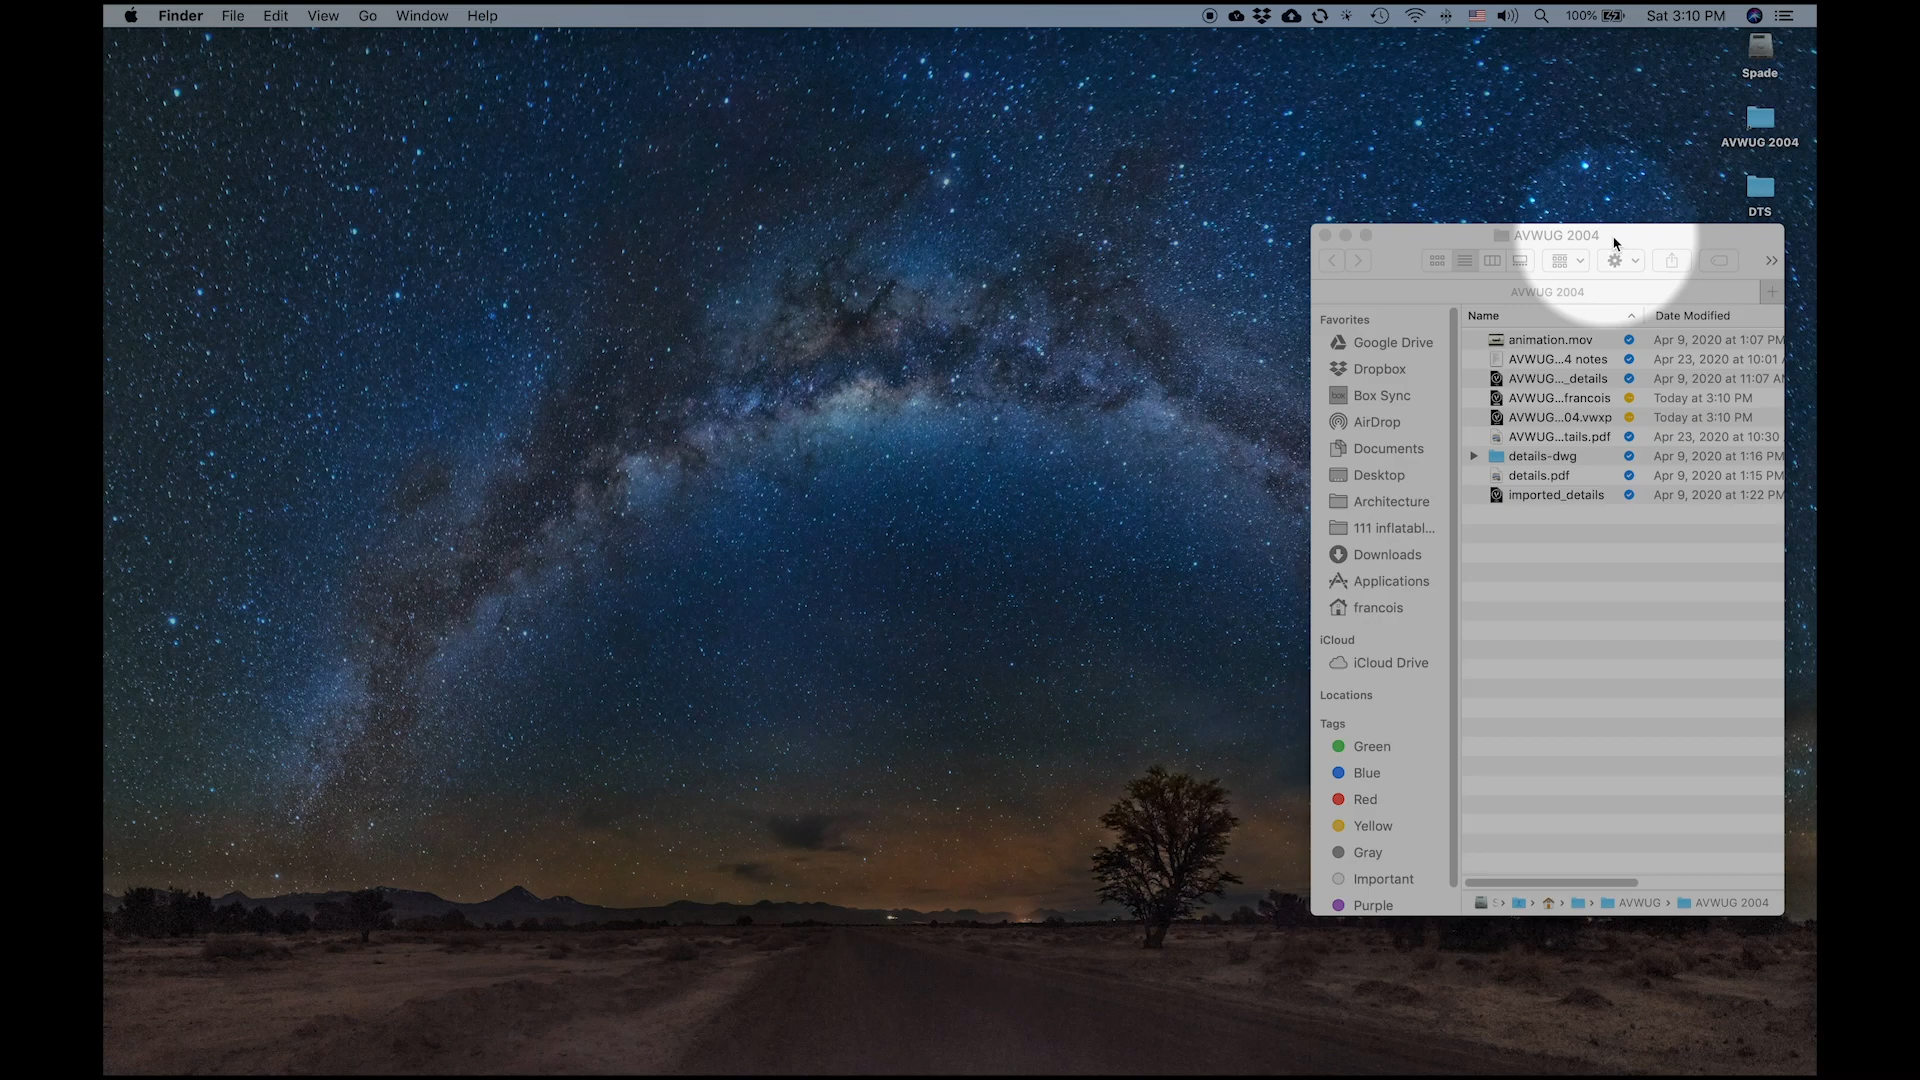 Finder File Edit View Go Window Help 100% Sat 3:10 PM
Spade
AVWUG 2004
DTS
AVWUG 2004
AVWUG 2004
Favorites
Google Drive
Dropbox
Box Sync
AirDrop
Documents
Desktop
Architecture
111 inflatabl...
Downloads
Applications
francois
iCloud
iCloud Drive
Locations
Tags
Green
Blue
Red
Yellow
Gray
Important
Purple
Name Date Modified
animation.mov Apr 9, 2020 at 1:07 PM
AVWUG...4 notes Apr 23, 2020 at 10:01
AVWUG..._details Apr 9, 2020 at 11:07 AM
AVWUG...francois Today at 3:10 PM
AVWUG...04.vwxp Today at 3:10 PM
AVWUG...tails.pdf Apr 23, 2020 at 10:30
details-dwg Apr 9, 2020 at 1:16 PM
details.pdf Apr 9, 2020 at 1:15 PM
imported_details Apr 9, 2020 at 1:22 PM
S AVWUG AVWUG 2004